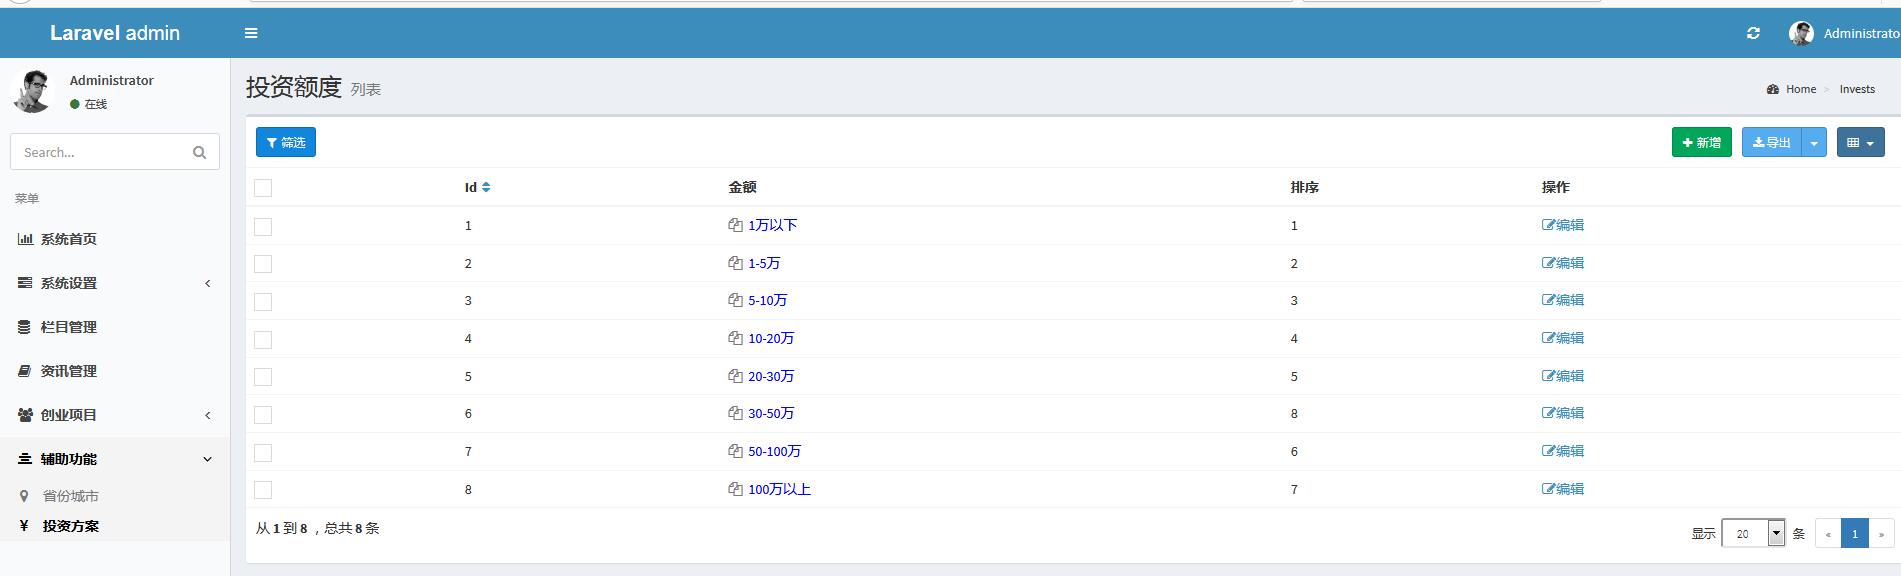 Laravel admin
Administrato
Administrator
在线
投资额度 列表
Home > Invests
Search...
筛选
新增 导出
菜单
Id 金额 排序 操作
系统首页
1 1万以下 1 编辑
2 1-5万 2 编辑
系统设置
3 5-10万 3 编辑
栏目管理
4 10-20万 4 编辑
资讯管理
5 20-30万 5 编辑
创业项目
6 30-50万 8 编辑
辅助功能
7 50-100万 6 编辑
省份城市
8 100万以上 7 编辑
¥ 投资方案
从 1 到 8 ，总共 8 条
显示 20 条 « 1 »